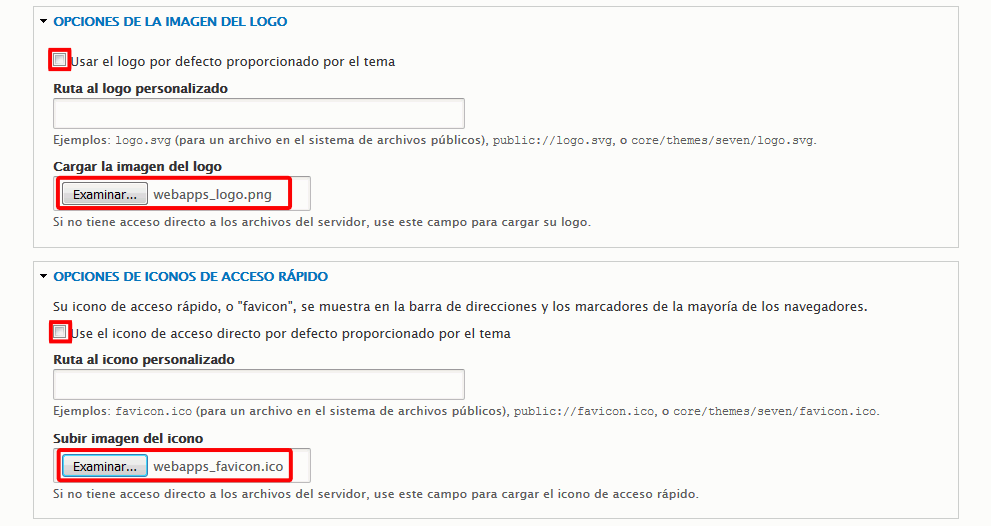 OPCIONES DE LA IMAGEN DEL LOGO
Usar el logo por defecto proporcionado por el tema
Ruta al logo personalizado
Ejemplos: logo.svg (para un archivo en el sistema de archivos públicos), public://logo.svg, o core/themes/seven/logo.svg.
Cargar la imagen del logo
Examinar... webapps_logo.png
Si no tiene acceso directo a los archivos del servidor, use este campo para cargar su logo.
OPCIONES DE ICONOS DE ACCESO RÁPIDO
Su icono de acceso rápido, o "favicon", se muestra en la barra de direcciones y los marcadores de la mayoría de los navegadores.
Use el icono de acceso directo por defecto proporcionado por el tema
Ruta al icono personalizado
Ejemplos: favicon.ico (para un archivo en el sistema de archivos públicos), public://favicon.ico, o core/themes/seven/favicon.ico.
Subir imagen del icono
Examinar... webapps_favicon.ico
Si no tiene acceso directo a los archivos del servidor, use este campo para cargar el icono de acceso rápido.